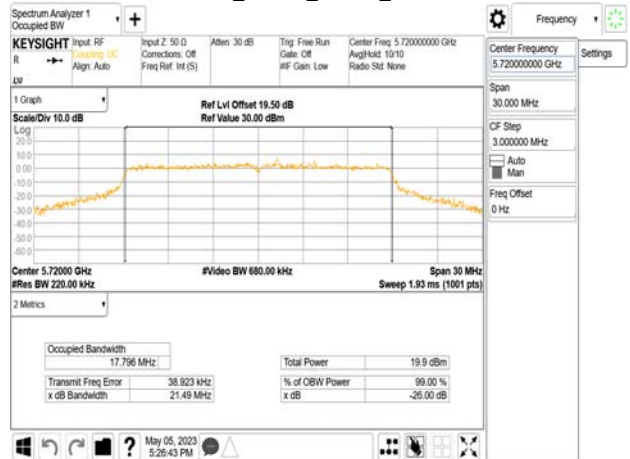 Spectrum Analyzer 1
Occupied BW
+
Frequency
KEYSIGHT
R
LXI
Input: RF
Coupling: DC
Align: Auto
Input Z: 50 Ω
Corrections: Off
Freq Ref: Int (S)
Atten: 30 dB
Trig: Free Run
Gate: Off
#IF Gain: Low
Center Freq: 5.720000000 GHz
Avg|Hold: 10/10
Radio Std: None
Center Frequency
5.720000000 GHz
Settings
Span
30.000 MHz
CF Step
3.000000 MHz
Auto
Man
Freq Offset
0 Hz
1 Graph
Scale/Div 10.0 dB
Ref Lvl Offset 19.50 dB
Ref Value 30.00 dBm
Log
20.0
10.0
0.00
-10.0
-20.0
-30.0
-40.0
-50.0
-60.0
Center 5.72000 GHz
#Video BW 680.00 kHz
Span 30 MHz
#Res BW 220.00 kHz
Sweep 1.93 ms (1001 pts)
2 Metrics
Occupied Bandwidth
17.796 MHz
Total Power 19.9 dBm
Transmit Freq Error 38.923 kHz
% of OBW Power 99.00 %
x dB Bandwidth 21.49 MHz
x dB -26.00 dB
?
May 05, 2023
5:26:43 PM